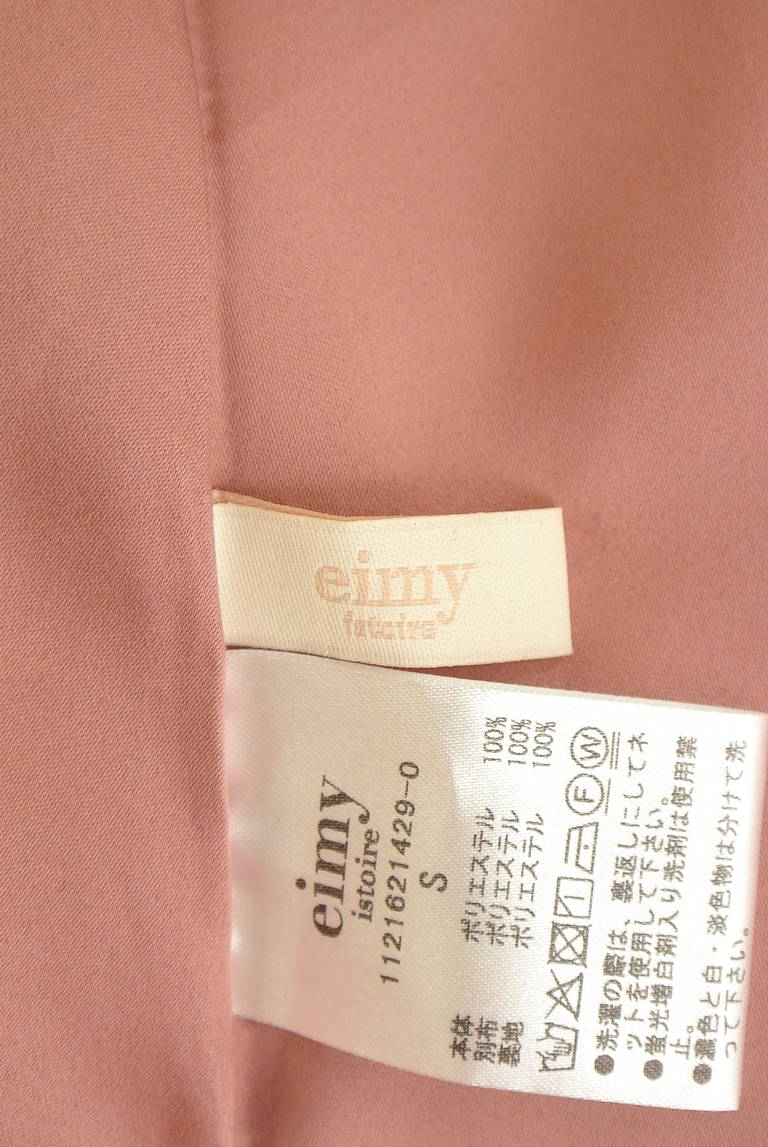 eimy
istoire
eimy
istoire
1121621429-0
S
本体 ポリエステル 100%
別布 ポリエステル 100%
裏地 ポリエステル 100%
F W
●洗濯の際は、裏返しにしてネ
ットを使用して下さい。
●蛍光増白剤入り洗剤は使用禁
止。
●濃色と白・淡色物は分けて洗
って下さい。